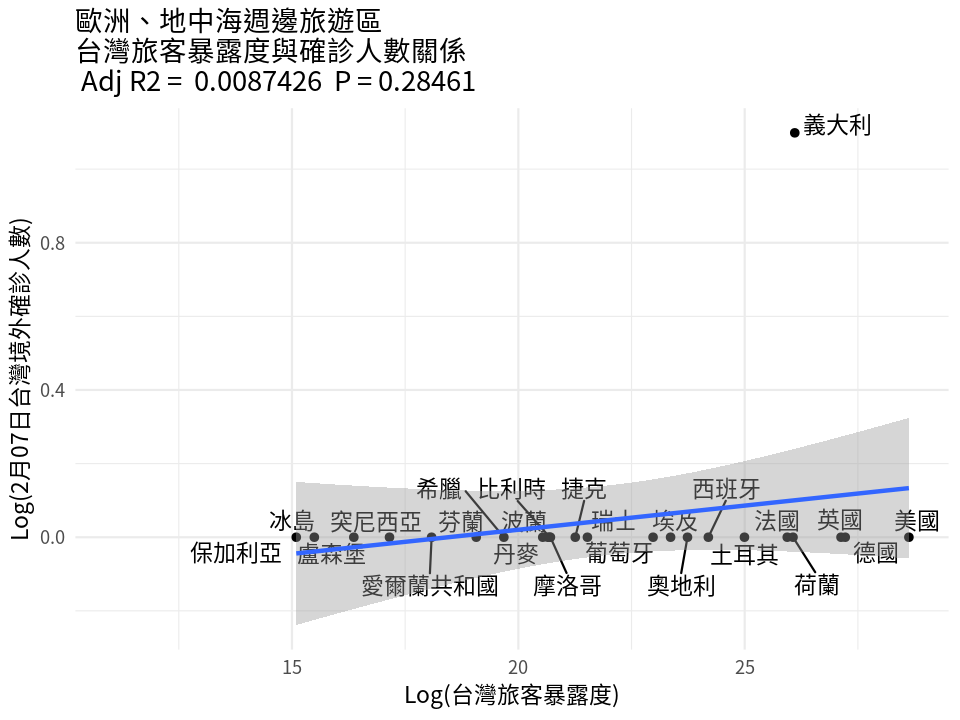 歐洲、地中海週邊旅遊區
台灣旅客暴露度與確診人數關係
Adj R2 = 0.0087426 P = 0.28461
義大利
Log(2月07日台灣境外確診人數)
0.8
0.4
0.0
希臘 比利時 捷克 西班牙
冰島 突尼西亞 芬蘭 波蘭 瑞士 埃及 法國 英國 美國
保加利亞 盧森堡 丹麥 葡萄牙 土耳其 德國
愛爾蘭共和國 摩洛哥 奧地利 荷蘭
15 20 25
Log(台灣旅客暴露度)